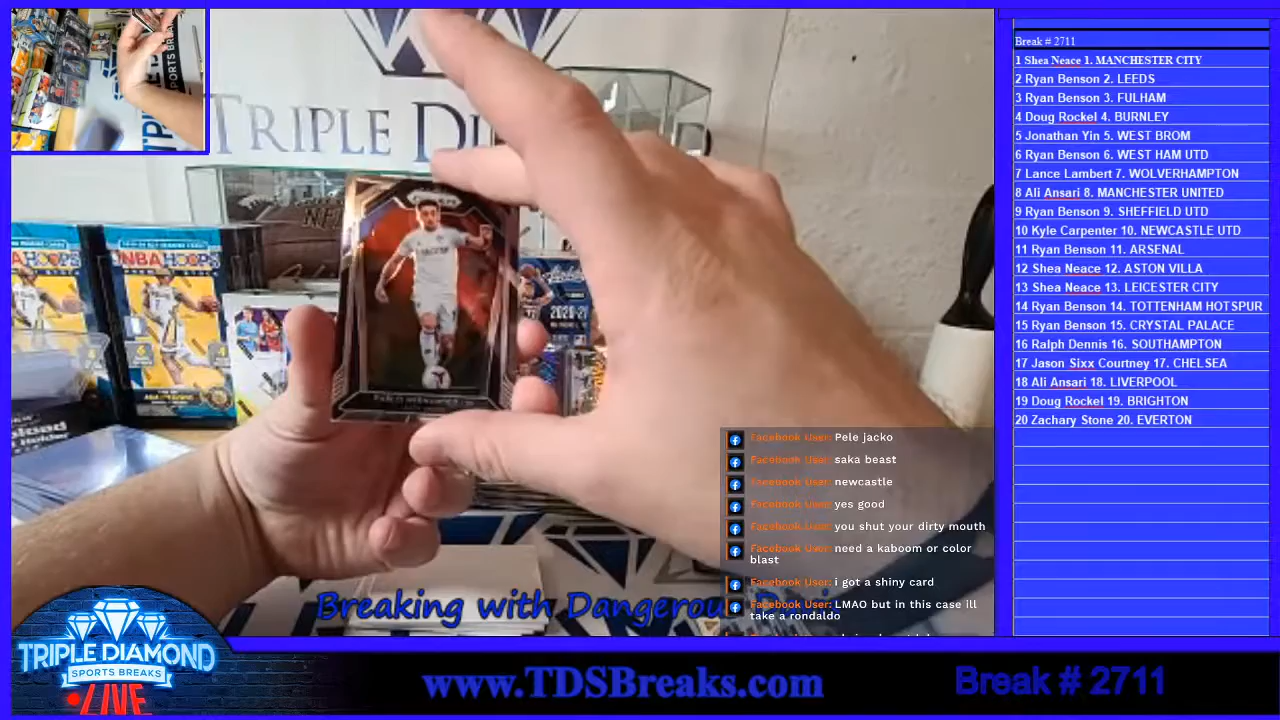 TRIPLE DI
NFL
SPORTS BREA
NBA HOOPS
NBA HOOPS
2020-21
PRIZM
Break # 2711
1 Shea Neace 1. MANCHESTER CITY
2 Ryan Benson 2. LEEDS
3 Ryan Benson 3. FULHAM
4 Doug Rockel 4. BURNLEY
5 Jonathan Yin 5. WEST BROM
6 Ryan Benson 6. WEST HAM UTD
7 Lance Lambert 7. WOLVERHAMPTON
8 Ali Ansari 8. MANCHESTER UNITED
9 Ryan Benson 9. SHEFFIELD UTD
10 Kyle Carpenter 10. NEWCASTLE UTD
11 Ryan Benson 11. ARSENAL
12 Shea Neace 12. ASTON VILLA
13 Shea Neace 13. LEICESTER CITY
14 Ryan Benson 14. TOTTENHAM HOTSPUR
15 Ryan Benson 15. CRYSTAL PALACE
16 Ralph Dennis 16. SOUTHAMPTON
17 Jason Sixx Courtney 17. CHELSEA
18 Ali Ansari 18. LIVERPOOL
19 Doug Rockel 19. BRIGHTON
20 Zachary Stone 20. EVERTON
Facebook User: Pele jacko
Facebook User: saka beast
Facebook User: newcastle
Facebook User: yes good
Facebook User: you shut your dirty mouth
Facebook User: need a kaboom or color
blast
Facebook User: i got a shiny card
Facebook User: LMAO but in this case ill
take a rondaldo
Breaking with Dangerou
TRIPLE DIAMOND
SPORTS BREAKS
LIVE
www.TDSBreaks.com
Break # 2711